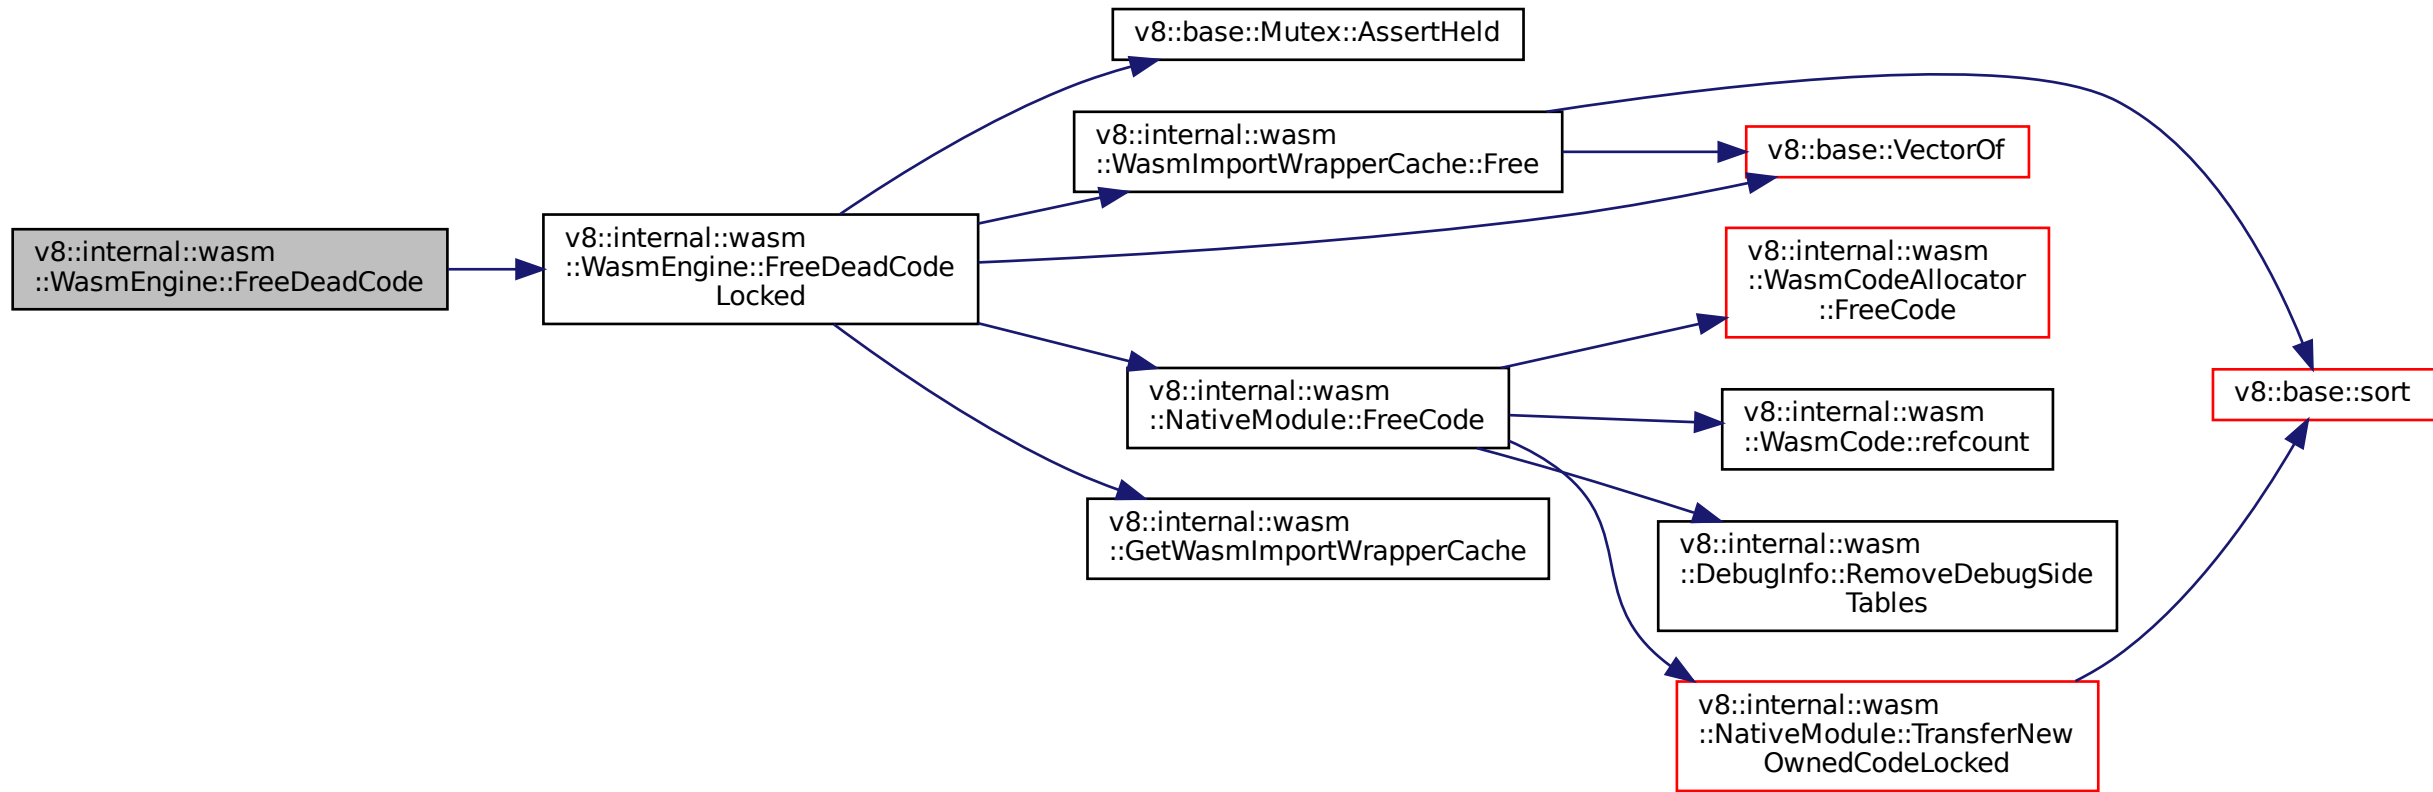 v8::internal::wasm
::WasmEngine::FreeDeadCode
v8::internal::wasm
::WasmEngine::FreeDeadCode
Locked
v8::base::Mutex::AssertHeld
v8::internal::wasm
::WasmImportWrapperCache::Free
v8::internal::wasm
::NativeModule::FreeCode
v8::internal::wasm
::GetWasmImportWrapperCache
v8::base::VectorOf
v8::internal::wasm
::WasmCodeAllocator
::FreeCode
v8::internal::wasm
::WasmCode::refcount
v8::internal::wasm
::DebugInfo::RemoveDebugSide
Tables
v8::internal::wasm
::NativeModule::TransferNew
OwnedCodeLocked
v8::base::sort